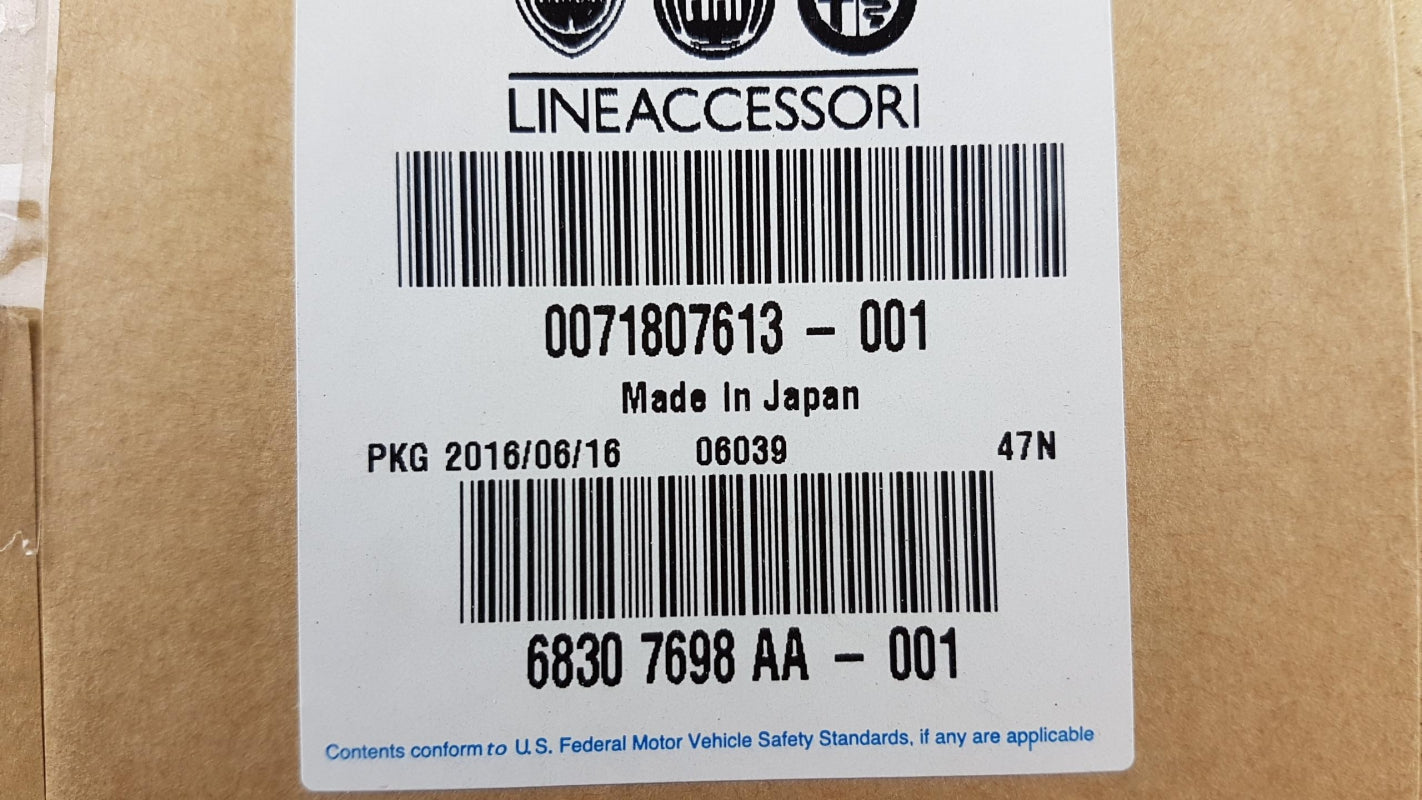 LINEACCESSORI
0071807613 – 001
Made In Japan
PKG 2016/06/16 06039 47N
6830 7698 AA – 001
Contents conform to U.S. Federal Motor Vehicle Safety Standards, if any are applicable